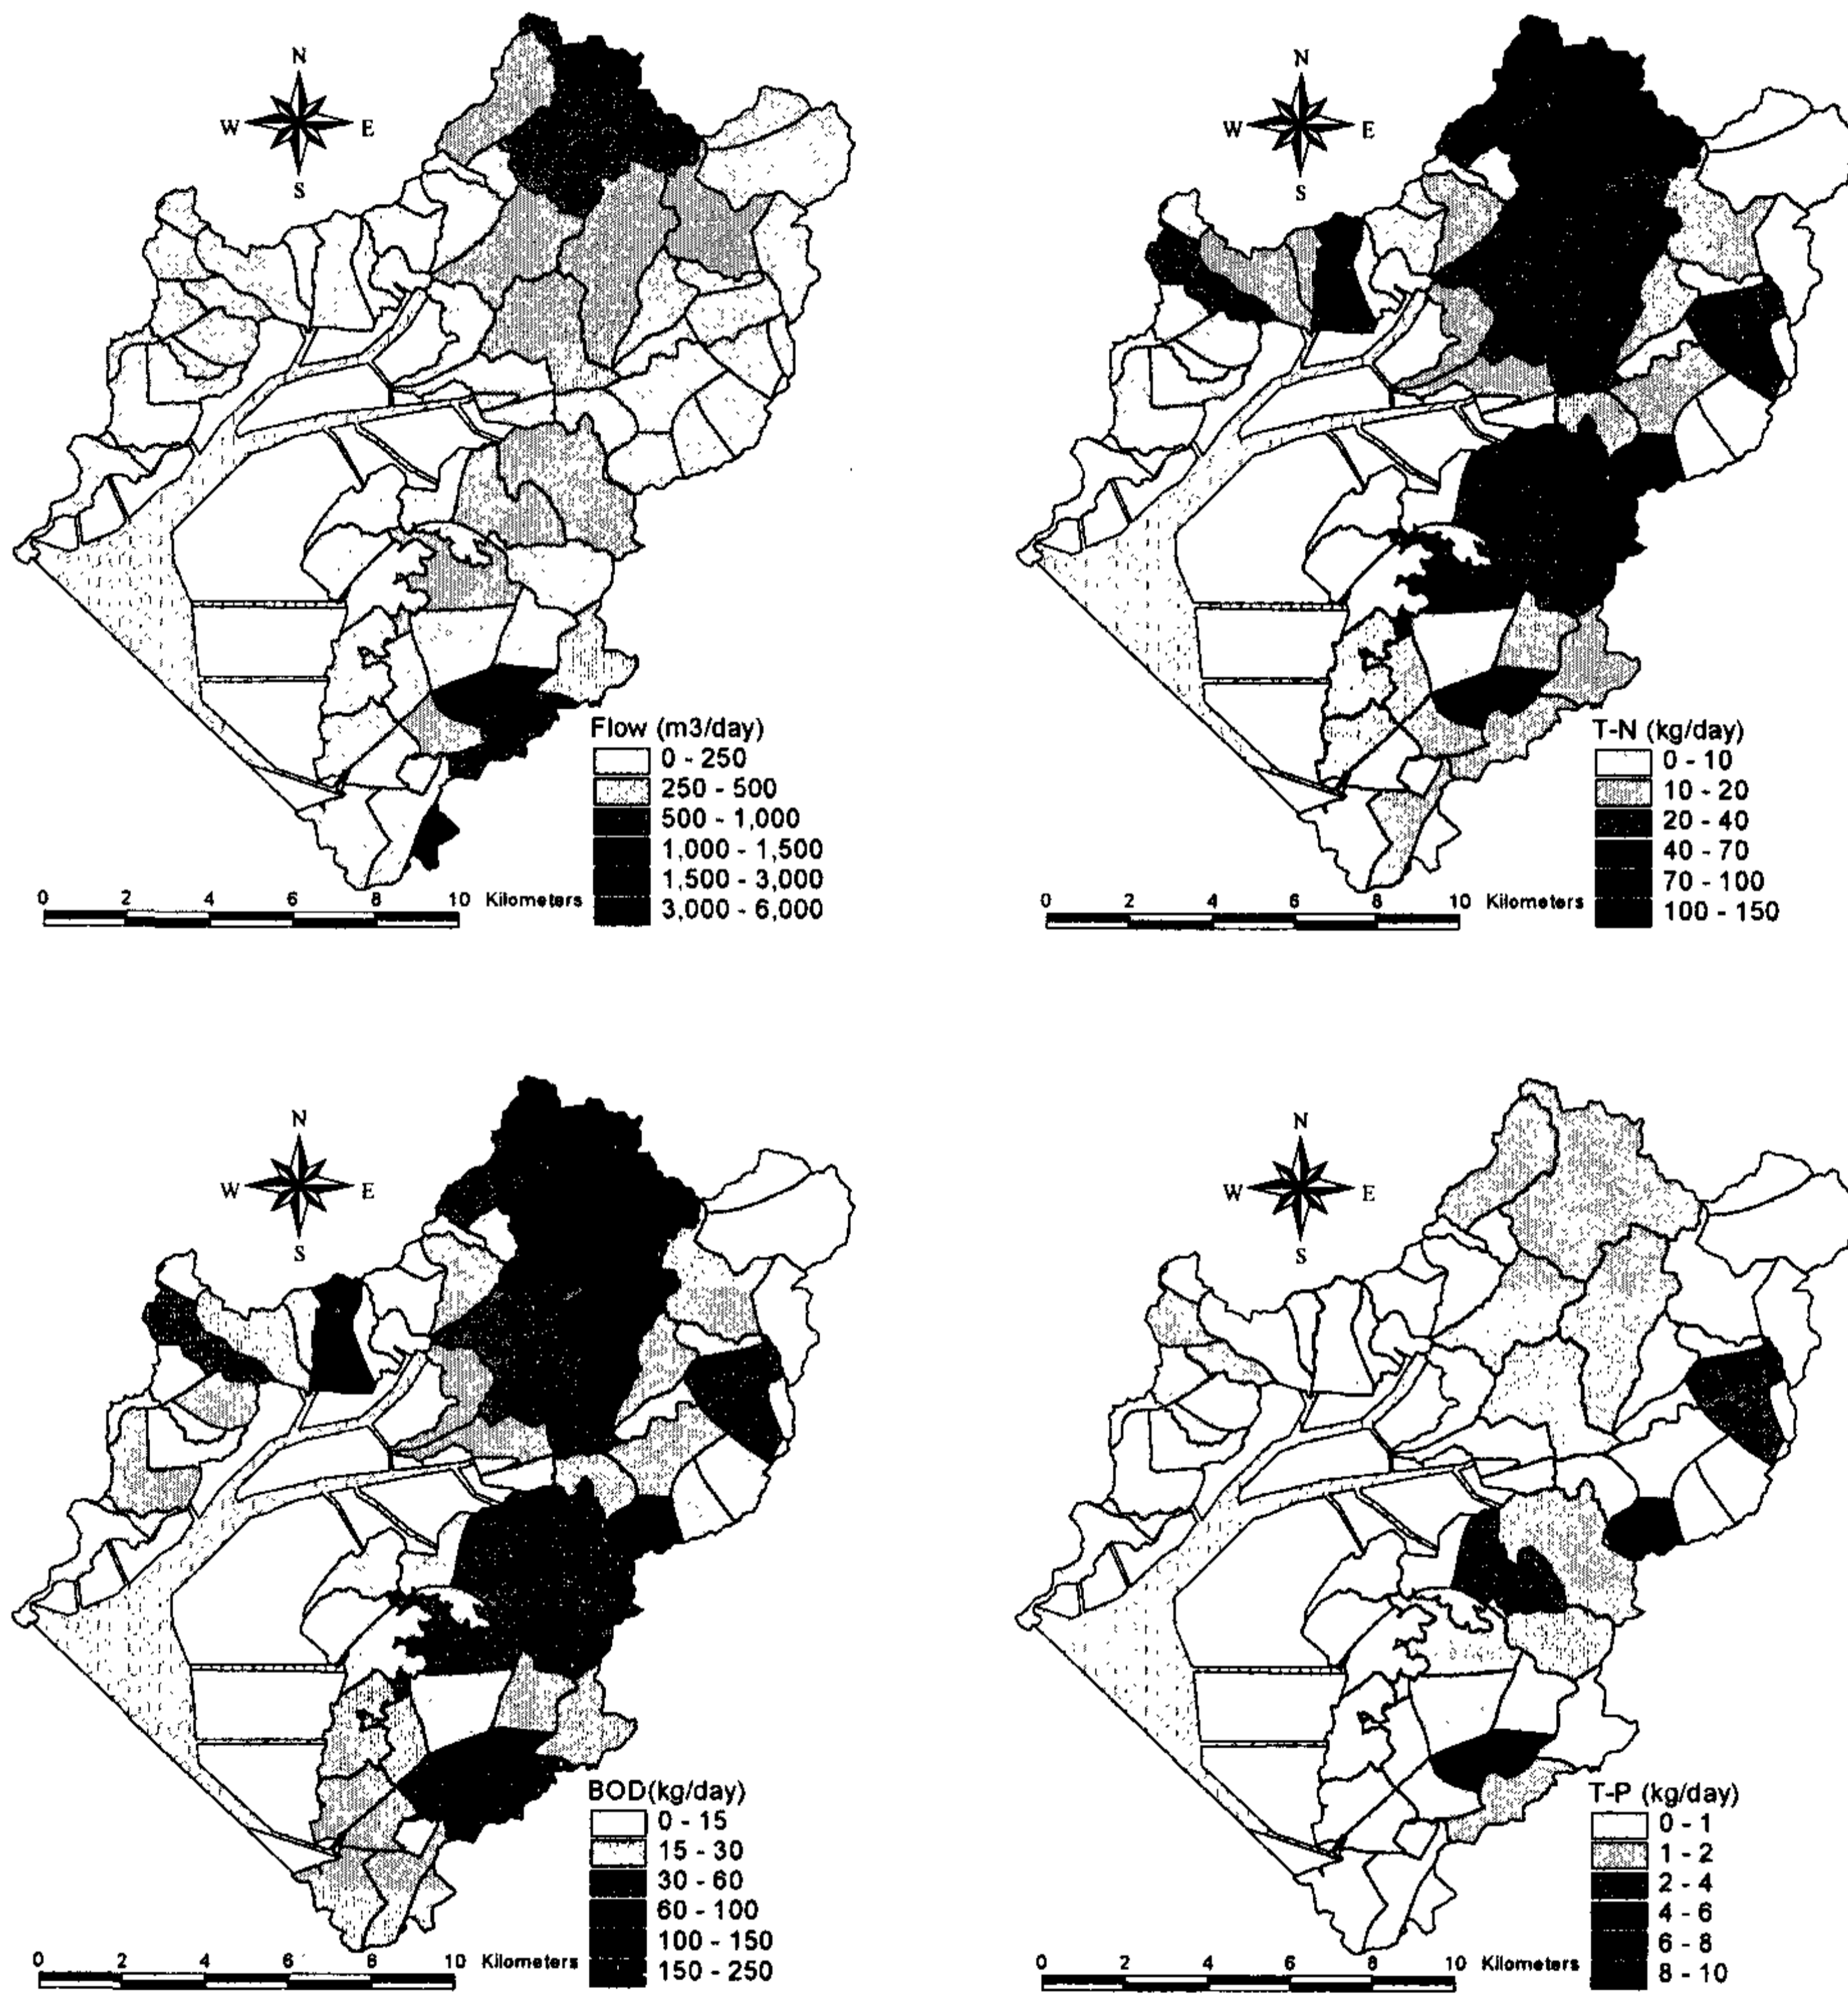 N
W E
S
Flow (m3/day)
0 - 250
250 - 500
500 - 1,000
1,000 - 1,500
1,500 - 3,000
3,000 - 6,000
0 2 4 6 8 10 Kilometers
N
W E
S
T-N (kg/day)
0 - 10
10 - 20
20 - 40
40 - 70
70 - 100
100 - 150
0 2 4 6 8 10 Kilometers
N
W E
S
BOD(kg/day)
0 - 15
15 - 30
30 - 60
60 - 100
100 - 150
150 - 250
0 2 4 6 8 10 Kilometers
N
W E
S
T-P (kg/day)
0 - 1
1 - 2
2 - 4
4 - 6
6 - 8
8 - 10
0 2 4 6 8 10 Kilometers